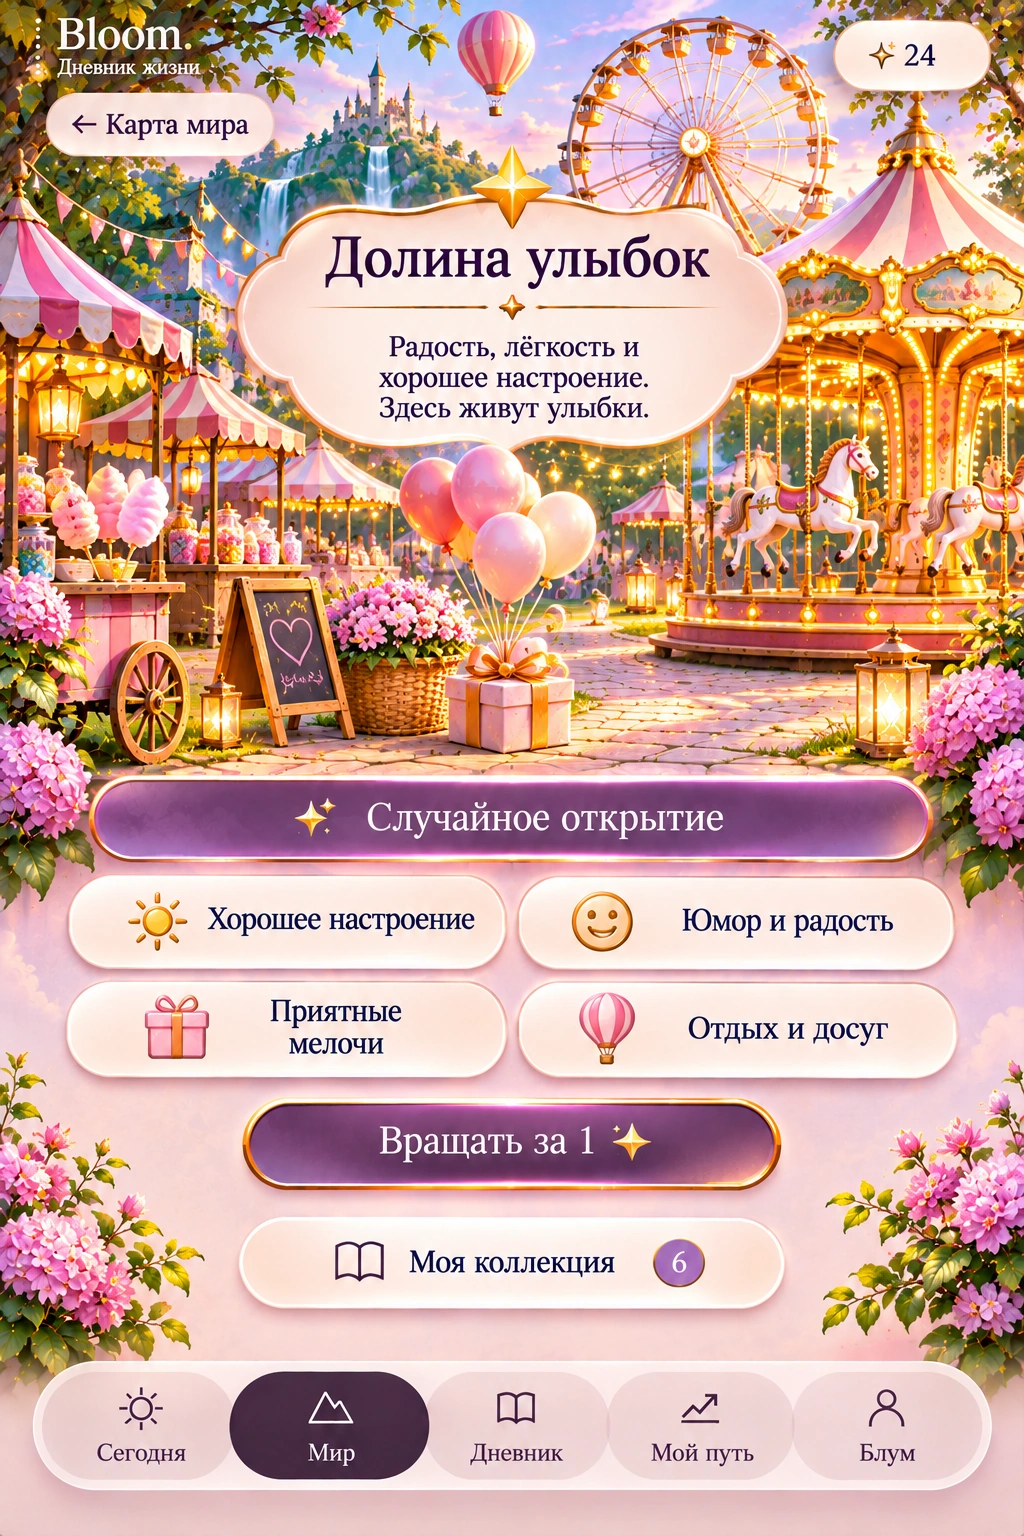 Bloom.
Дневник жизни
24
← Карта мира
Долина улыбок
Радость, лёгкость и
хорошее настроение.
Здесь живут улыбки.
Случайное открытие
Хорошее настроение
Юмор и радость
Приятные
мелочи
Отдых и досуг
Вращать за 1
Моя коллекция 6
Сегодня
Мир
Дневник
Мой путь
Блум